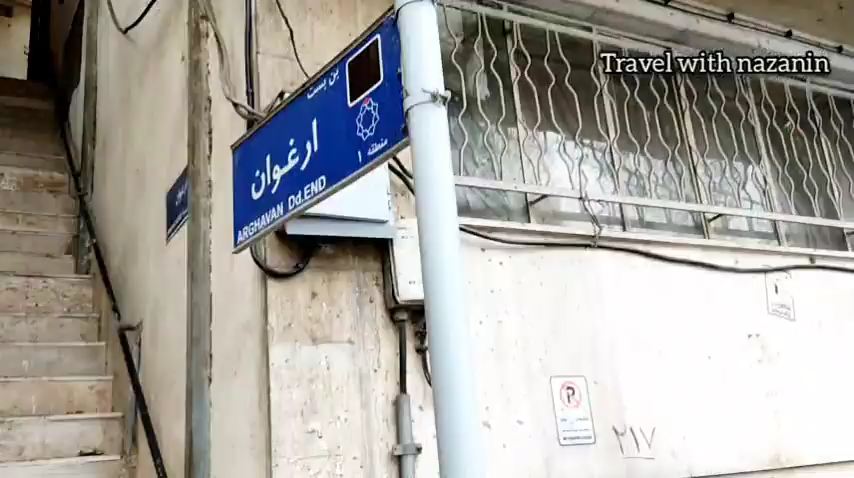 Travel with nazanin
بن بست
ارغوان
منطقه ۱
ARGHAVAN Dd.END
۲۱۷